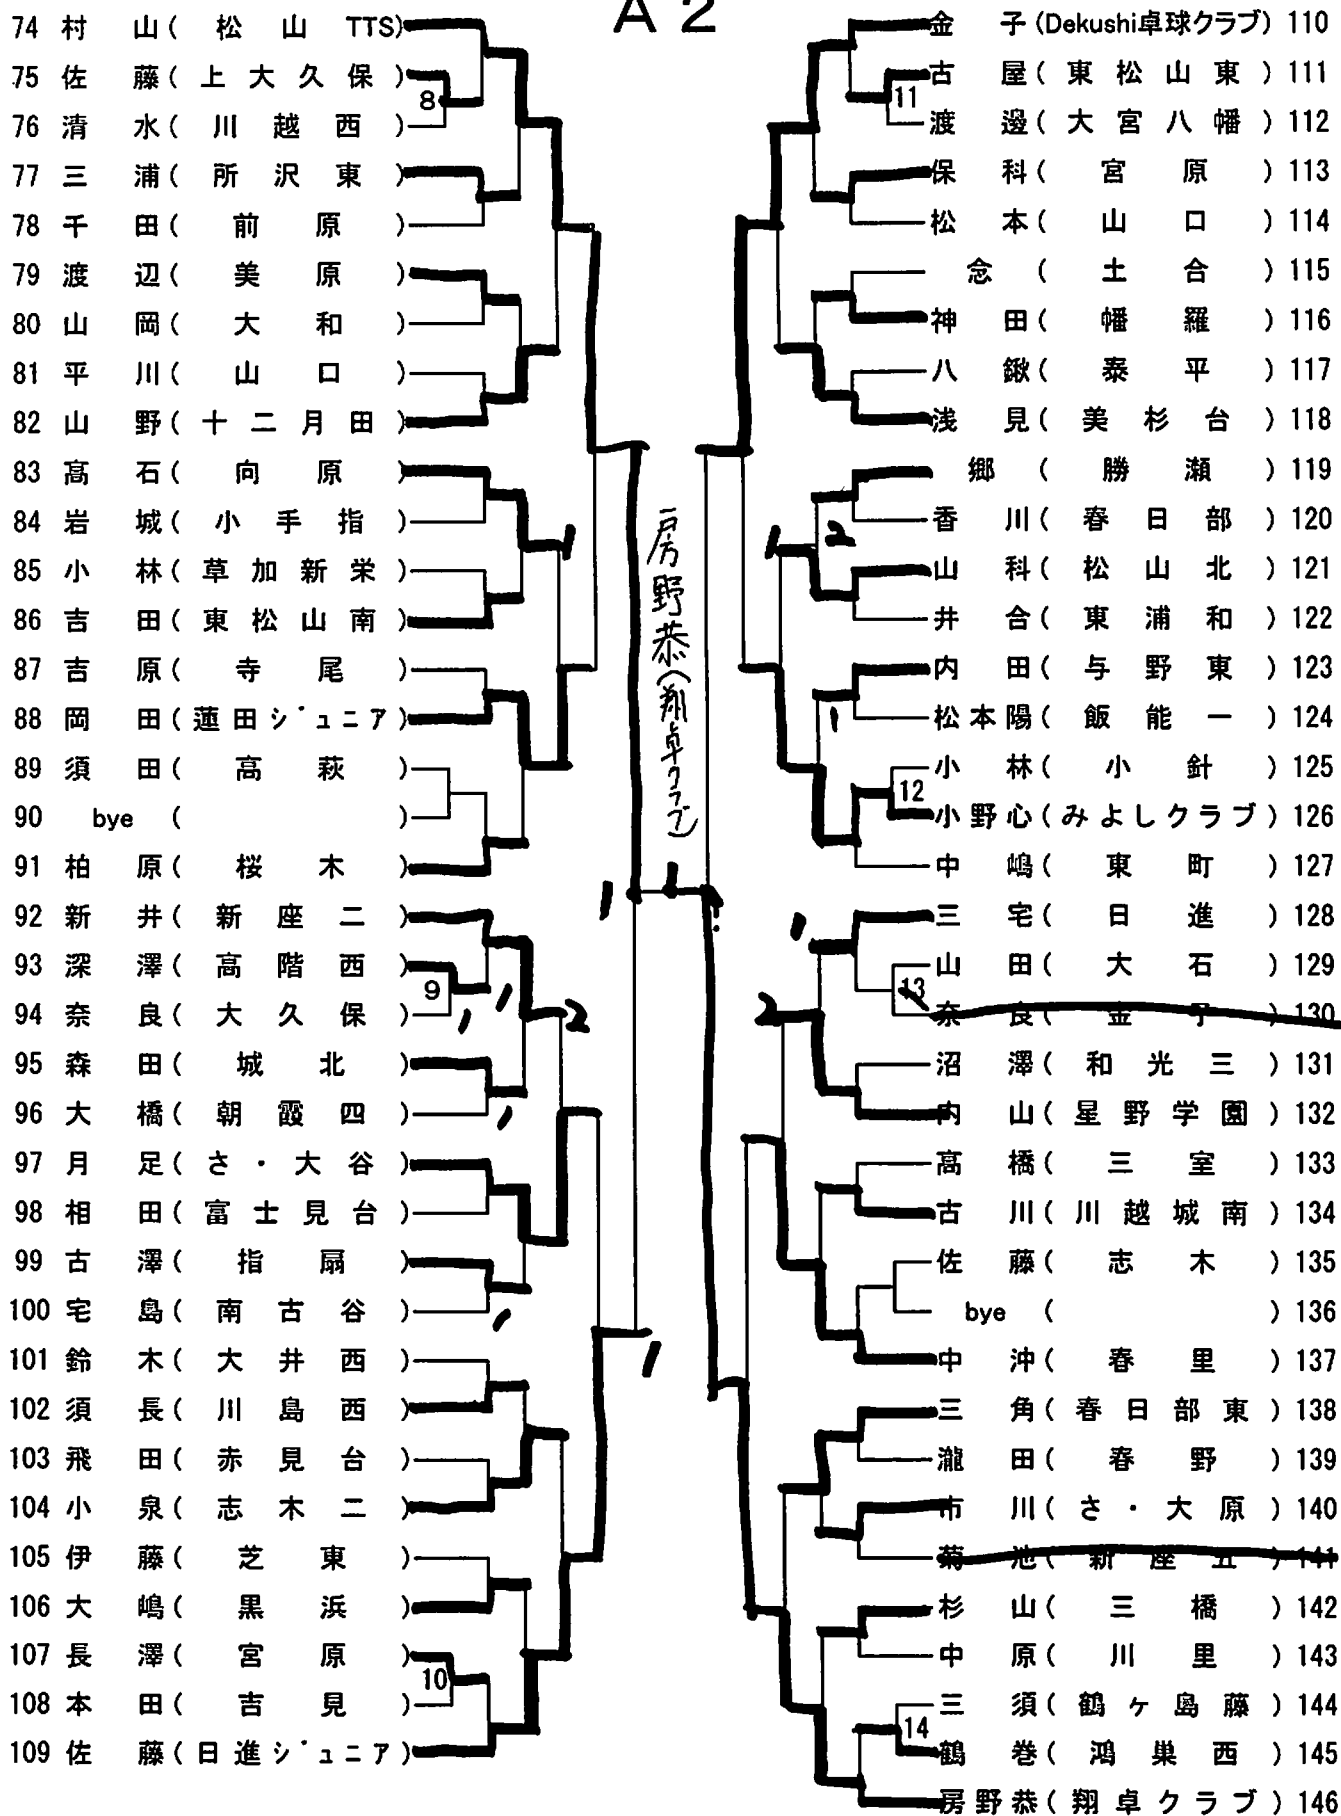 A2
74 村 山 ( 松 山 TTS)
75 佐 藤 ( 上 大 久 保 )
8
76 清 水 ( 川 越 西 )
77 三 浦 ( 所 沢 東 )
78 千 田 ( 前 原 )
79 渡 辺 ( 美 原 )
80 山 岡 ( 大 和 )
81 平 川 ( 山 口 )
82 山 野 ( 十 二 月 田 )
83 髙 石 ( 向 原 )
84 岩 城 ( 小 手 指 )
85 小 林 ( 草 加 新 栄 )
86 吉 田 ( 東 松 山 南 )
87 吉 原 ( 寺 尾 )
88 岡 田 ( 蓮 田 ジュニア )
89 須 田 ( 高 萩 )
90 bye ( )
91 柏 原 ( 桜 木 )
92 新 井 ( 新 座 二 )
93 深 澤 ( 高 階 西 )
9
94 奈 良 ( 大 久 保 )
95 森 田 ( 城 北 )
96 大 橋 ( 朝 霞 四 )
97 月 足 ( さ ・ 大 谷 )
98 相 田 ( 富 士 見 台 )
99 古 澤 ( 指 扇 )
100 宅 島 ( 南 古 谷 )
101 鈴 木 ( 大 井 西 )
102 須 長 ( 川 島 西 )
103 飛 田 ( 赤 見 台 )
104 小 泉 ( 志 木 二 )
105 伊 藤 ( 芝 東 )
106 大 嶋 ( 黒 浜 )
107 長 澤 ( 宮 原 )
10
108 本 田 ( 吉 見 )
109 佐 藤 ( 日 進 ジュニア )
1
2
1
1
房野恭(翔卓クラブ)
1
1
2
1
1
2
金 子 (Dekushi卓球クラブ) 110
古 屋 ( 東 松 山 東 ) 111
11
渡 邉 ( 大 宮 八 幡 ) 112
保 科 ( 宮 原 ) 113
松 本 ( 山 口 ) 114
念 ( 土 合 ) 115
神 田 ( 幡 羅 ) 116
八 鍬 ( 泰 平 ) 117
浅 見 ( 美 杉 台 ) 118
郷 ( 勝 瀬 ) 119
香 川 ( 春 日 部 ) 120
山 科 ( 松 山 北 ) 121
井 合 ( 東 浦 和 ) 122
内 田 ( 与 野 東 ) 123
松 本 陽 ( 飯 能 一 ) 124
小 林 ( 小 針 ) 125
12
小 野 心 ( みよしクラブ ) 126
中 嶋 ( 東 町 ) 127
三 宅 ( 日 進 ) 128
山 田 ( 大 石 ) 129
13
奈 良 ( 金 子 ) 130
沼 澤 ( 和 光 三 ) 131
内 山 ( 星 野 学 園 ) 132
高 橋 ( 三 室 ) 133
古 川 ( 川 越 城 南 ) 134
佐 藤 ( 志 木 ) 135
bye ( ) 136
中 沖 ( 春 里 ) 137
三 角 ( 春 日 部 東 ) 138
瀧 田 ( 春 野 ) 139
市 川 ( さ ・ 大 原 ) 140
菊 池 ( 新 座 五 ) 141
杉 山 ( 三 橋 ) 142
中 原 ( 川 里 ) 143
三 須 ( 鶴 ヶ 島 藤 ) 144
14
鶴 巻 ( 鴻 巣 西 ) 145
房 野 恭 ( 翔 卓 ク ラ ブ ) 146